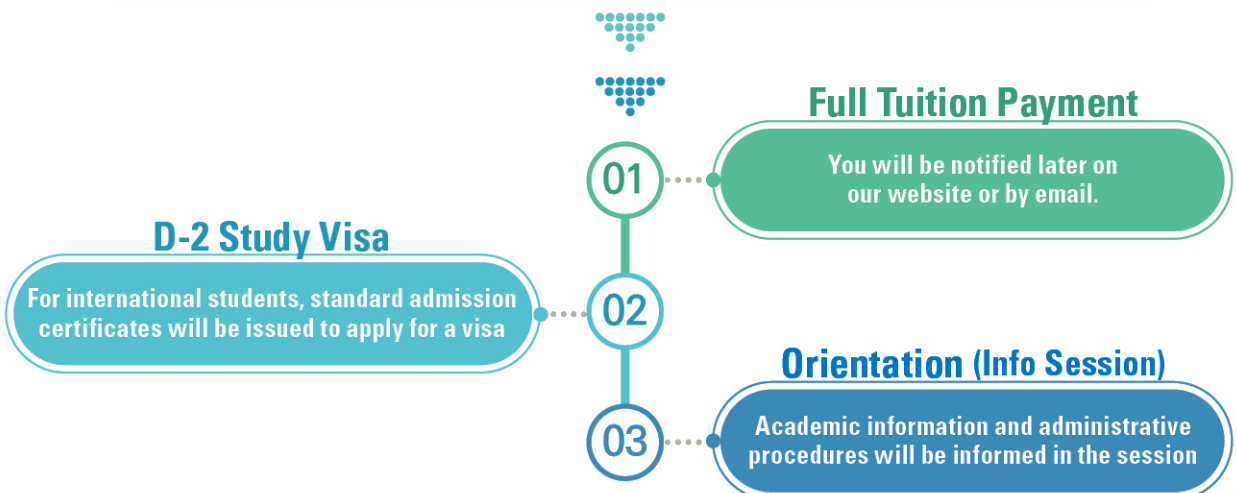 01
Full Tuition Payment
You will be notified later on
our website or by email.
D-2 Study Visa
For international students, standard admission
certificates will be issued to apply for a visa
02
Orientation (Info Session)
03
Academic information and administrative
procedures will be informed in the session